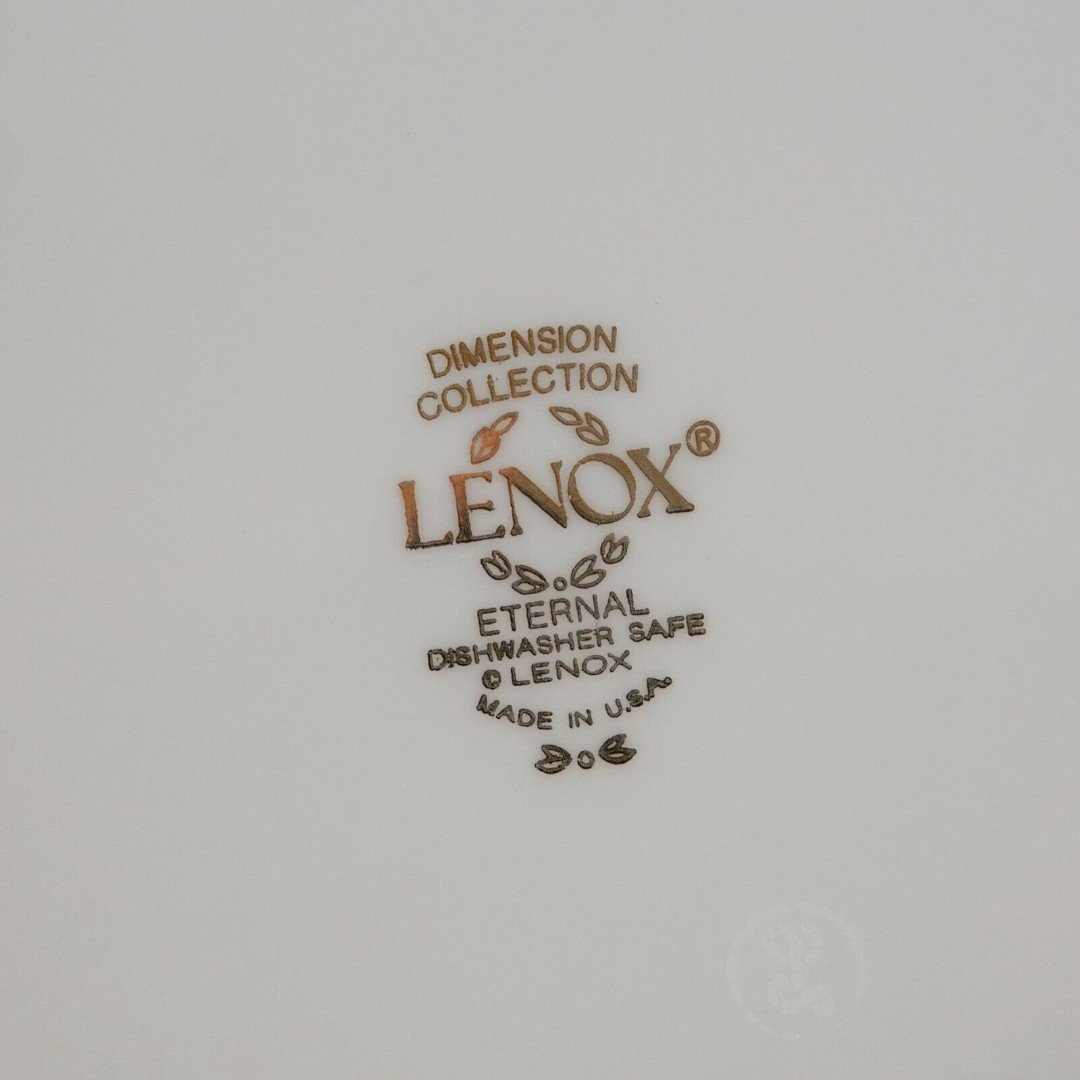 DIMENSION
COLLECTION
LENOX®
ETERNAL
DISHWASHER SAFE
© LENOX
MADE IN U.S.A.